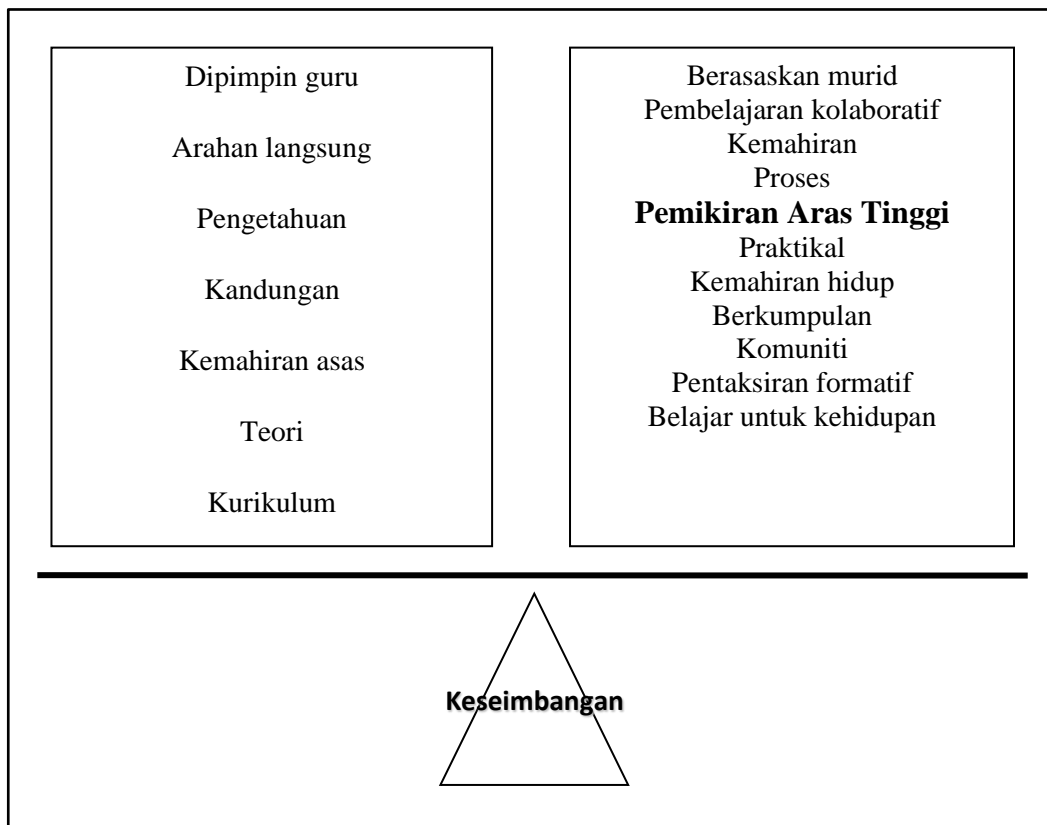 Dipimpin guru
Arahan langsung
Pengetahuan
Kandungan
Kemahiran asas
Teori
Kurikulum
Berasaskan murid
Pembelajaran kolaboratif
Kemahiran
Proses
Pemikiran Aras Tinggi
Praktikal
Kemahiran hidup
Berkumpulan
Komuniti
Pentaksiran formatif
Belajar untuk kehidupan
Keseimbangan